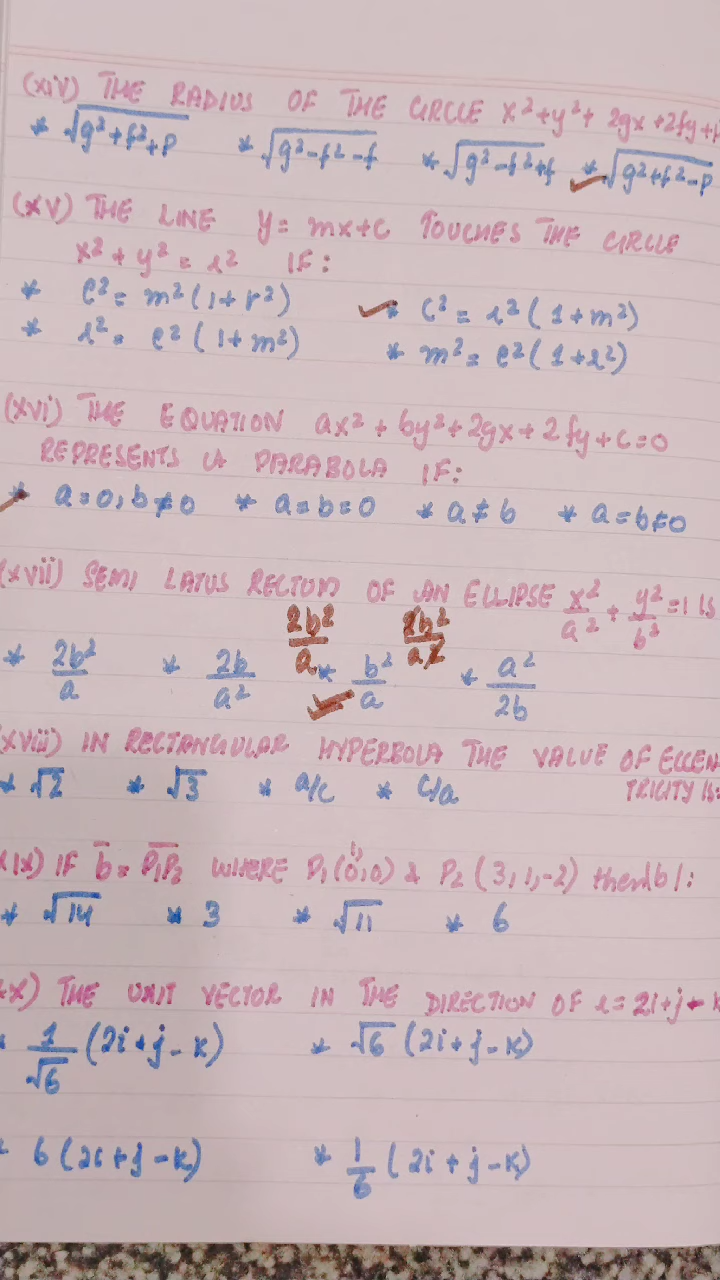 (xiv) THE RADIUS OF THE CIRCLE x²+y²+ 2gx+2fy+P
* √g²+f²+P * √g²-f²-f * √g²-f²+f * √g²+f²-P
(xv) THE LINE y= mx+c TOUCHES THE CIRCLE
x²+y²= r² IF:
* c²= m²(1+r²) * c²= r²(1+m²)
* r²= c²(1+m²) * m²= c²(1+r²)
(xvi) THE EQUATION ax²+by²+2gx+2fy+c=0
REPRESENTS A PARABOLA IF:
* a=0, b≠0 * a=b=0 * a≠b * a=b≠0
(xvii) SEMI LATUS RECTUM OF AN ELLIPSE x²/a² + y²/b² =1 IS
2b²/a 2b²/a2
* 2b²/a * 2b/a² * b²/a * a²/2b
(xviii) IN RECTANGULAR HYPERBOLA THE VALUE OF ECCEN
* √2 * √3 * a/c * c/a TRICITY IS:
xix) IF b = P₁P₂ WHERE P₁(0,0) & P₂ (3,1,-2) then|b|:
* √14 * 3 * √11 * 6
xx) THE UNIT VECTOR IN THE DIRECTION OF r=2i+j-k
* 1/√6 (2i+j-k) * √6 (2i+j-k)
* 6(2i+j-k) * 1/6 (2i+j-k)